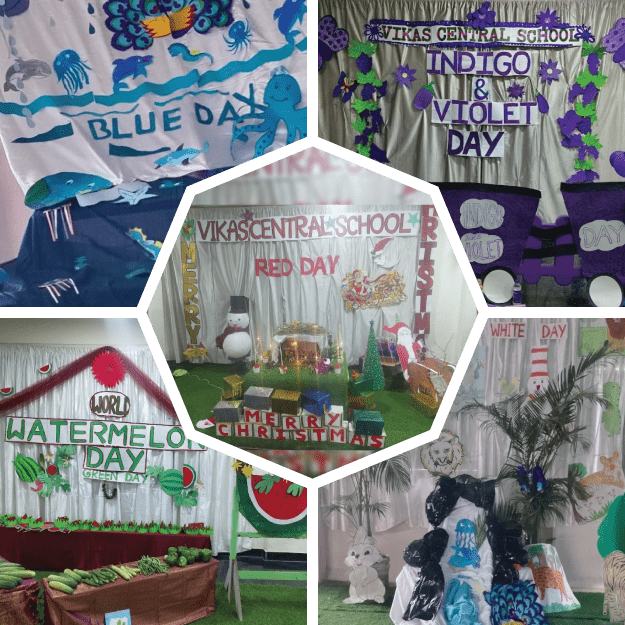 BLUE DAY
VIKAS CENTRAL SCHOOL
INDIGO
&
VIOLET
DAY
INDIGO
VIOLET
DAY
VIKAS CENTRAL SCHOOL
RED DAY
MERRY
CHRISTM
MERRY
CHRISTMAS
WORLD
WATERMELO
DAY
GREEN DAY
WHITE DAY